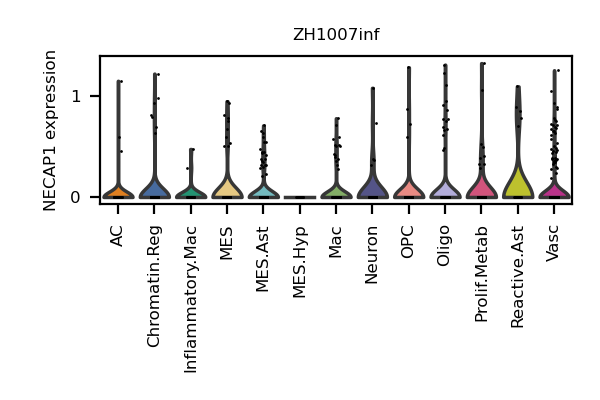 ZH1007inf
NECAP1 expression
1
0
AC
Chromatin.Reg
Inflammatory.Mac
MES
MES.Ast
MES.Hyp
Mac
Neuron
OPC
Oligo
Prolif.Metab
Reactive.Ast
Vasc